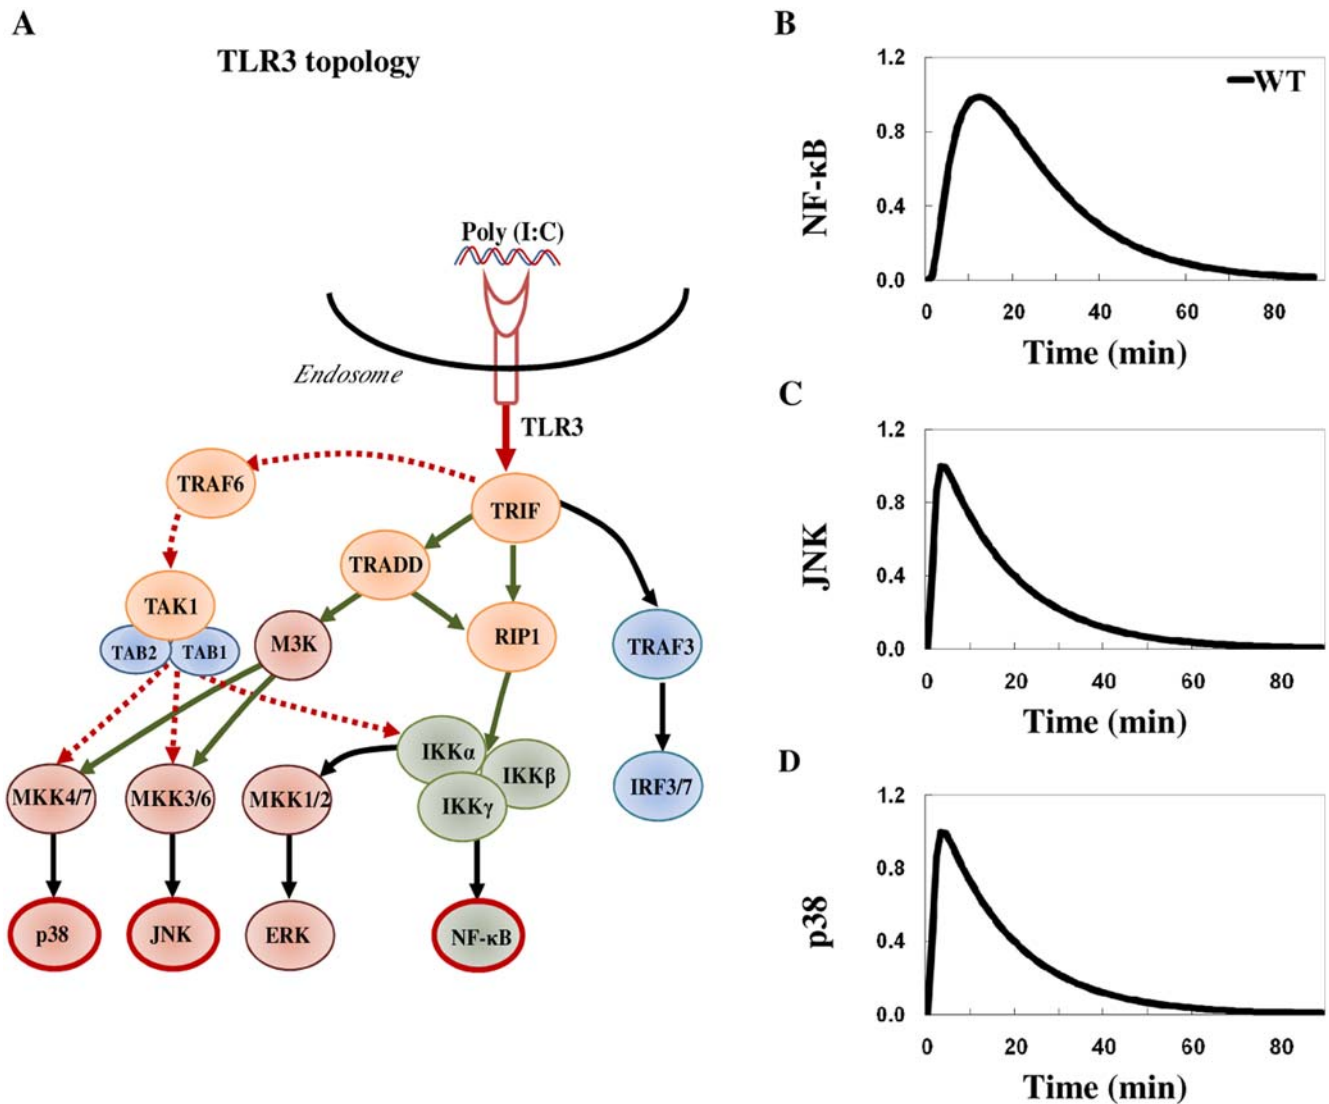 A
TLR3 topology
Poly (I:C)
Endosome
TLR3
TRAF6
TRIF
TRADD
TAK1
TAB2
TAB1
M3K
RIP1
TRAF3
IKKα
IKKβ
IKKγ
MKK4/7
MKK3/6
MKK1/2
IRF3/7
p38
JNK
ERK
NF-κB
B
1.2
0.8
0.4
0.0
NF-κB
WT
0 20 40 60 80
Time (min)
C
1.2
0.8
0.4
0.0
JNK
0 20 40 60 80
Time (min)
D
1.2
0.8
0.4
0.0
p38
0 20 40 60 80
Time (min)